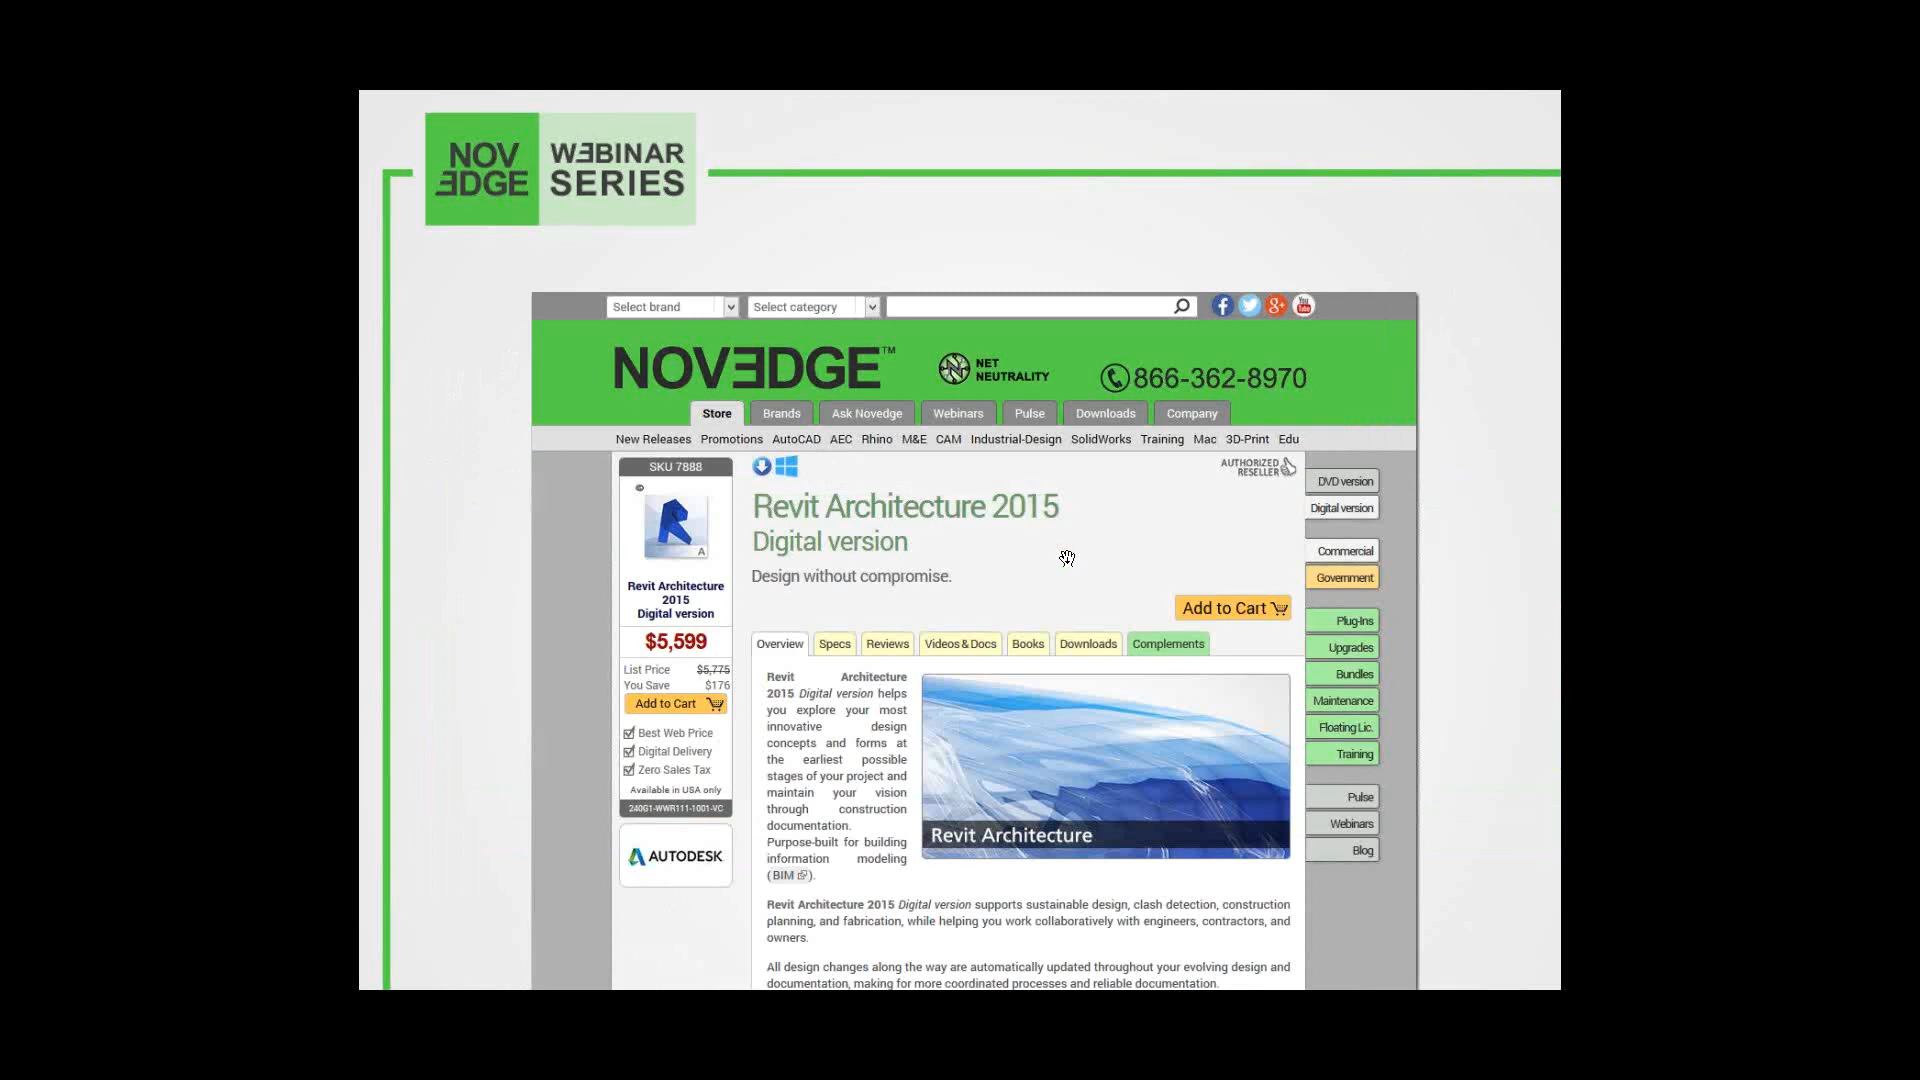 NOV
ƎDGE
WƎBINAR
SERIES
Select brand
Select category
You
Tube
NOVƎDGE™
NET
NEUTRALITY
866-362-8970
Store
Brands
Ask Novedge
Webinars
Pulse
Downloads
Company
New Releases Promotions AutoCAD AEC Rhino M&E CAM Industrial-Design SolidWorks Training Mac 3D-Print Edu
SKU 7888
A
Revit Architecture
2015
Digital version
$5,599
List Price $5,775
You Save $176
Add to Cart
Best Web Price
Digital Delivery
Zero Sales Tax
Available in USA only
240G1-WWR111-1001-VC
AUTODESK.
AUTHORIZED
RESELLER
Revit Architecture 2015
Digital version
Design without compromise.
Add to Cart
Overview
Specs
Reviews
Videos & Docs
Books
Downloads
Complements
Revit Architecture
2015 Digital version helps
you explore your most
innovative design
concepts and forms at
the earliest possible
stages of your project and
maintain your vision
through construction
documentation.
Purpose-built for building
information modeling
(BIM).
Revit Architecture
Revit Architecture 2015 Digital version supports sustainable design, clash detection, construction
planning, and fabrication, while helping you work collaboratively with engineers, contractors, and
owners.
All design changes along the way are automatically updated throughout your evolving design and
documentation, making for more coordinated processes and reliable documentation.
DVD version
Digital version
Commercial
Government
Plug-Ins
Upgrades
Bundles
Maintenance
Floating Lic.
Training
Pulse
Webinars
Blog